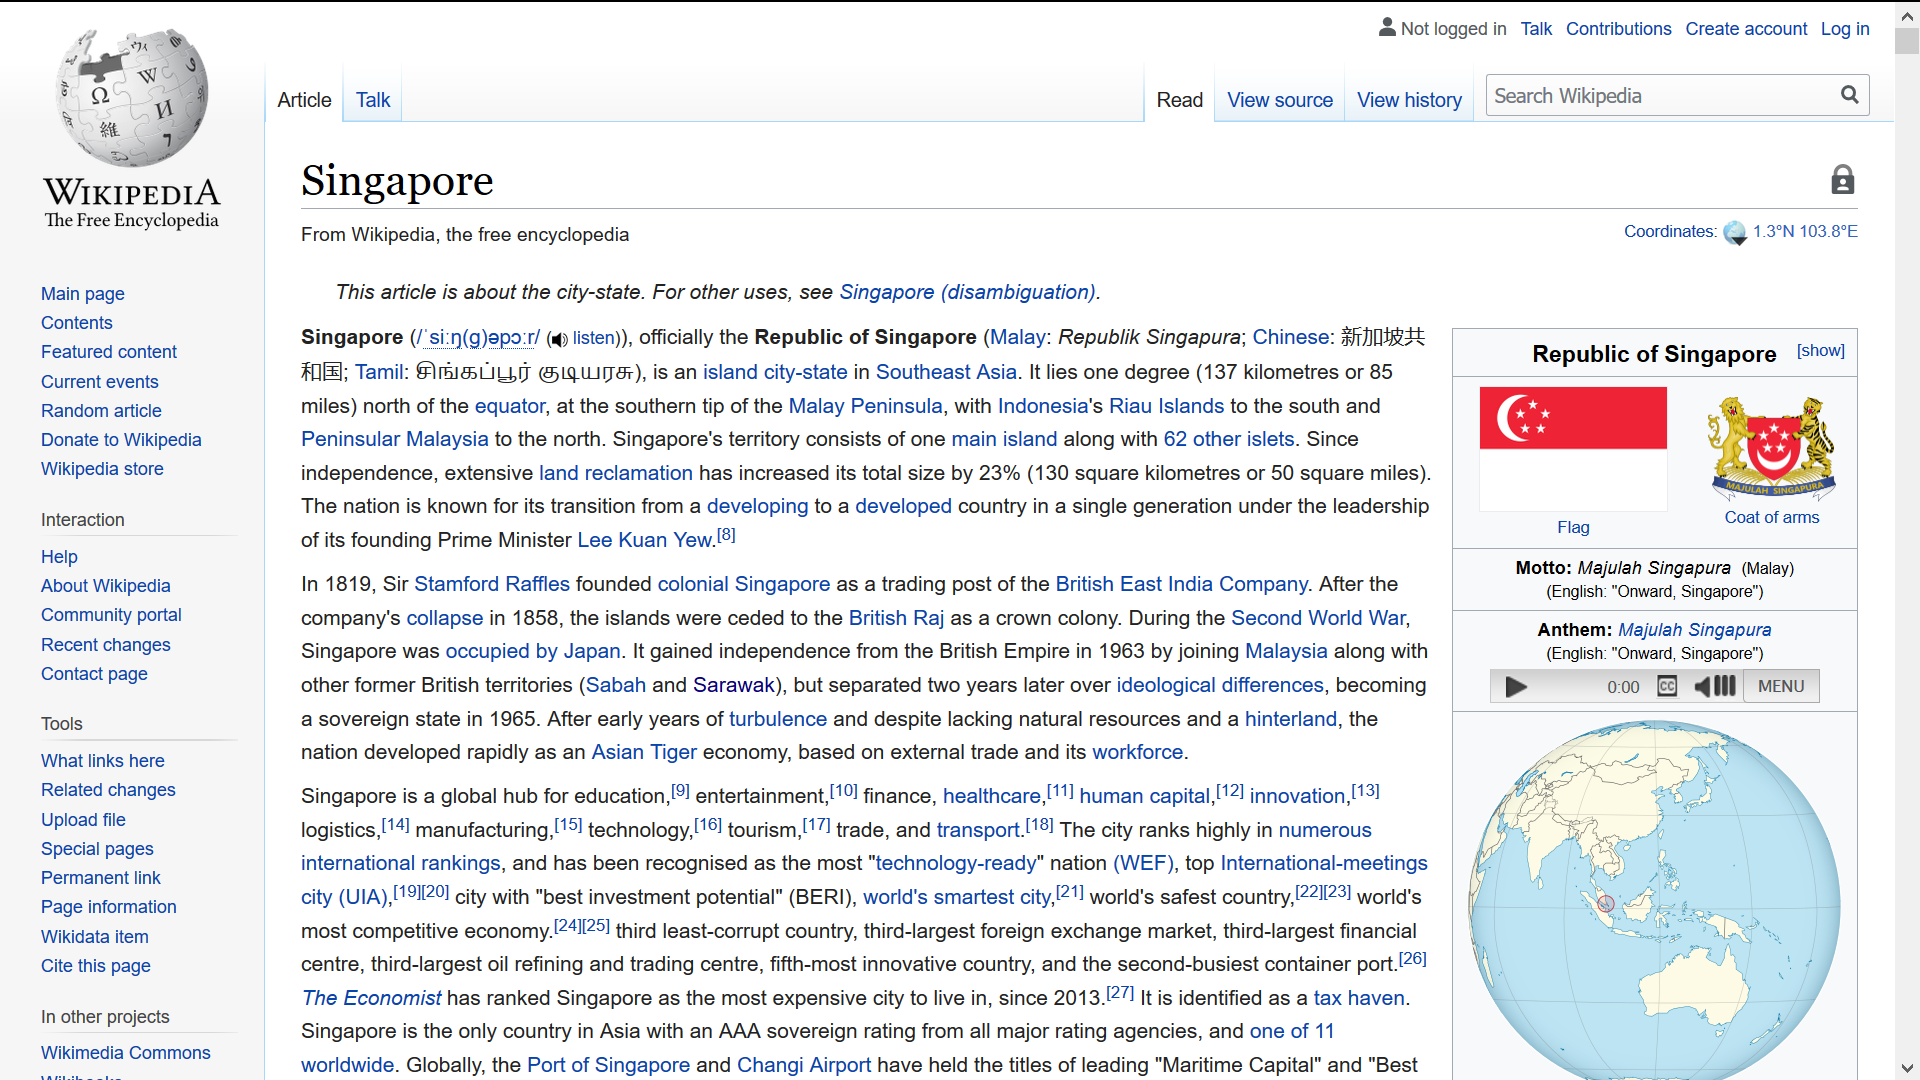 Not logged in Talk Contributions Create account Log in
Article Talk Read View source View history Search Wikipedia
WIKIPEDIA
The Free Encyclopedia
Main page
Contents
Featured content
Current events
Random article
Donate to Wikipedia
Wikipedia store
Interaction
Help
About Wikipedia
Community portal
Recent changes
Contact page
Tools
What links here
Related changes
Upload file
Special pages
Permanent link
Page information
Wikidata item
Cite this page
In other projects
Wikimedia Commons
Singapore
From Wikipedia, the free encyclopedia
Coordinates: 1.3°N 103.8°E
This article is about the city-state. For other uses, see Singapore (disambiguation).
Singapore (/ˈsiːŋ(ɡ)əpɔːr/ (listen)), officially the Republic of Singapore (Malay: Republik Singapura; Chinese: 新加坡共
和国; Tamil: சிங்கப்பூர் குடியரசு), is an island city-state in Southeast Asia. It lies one degree (137 kilometres or 85
miles) north of the equator, at the southern tip of the Malay Peninsula, with Indonesia's Riau Islands to the south and
Peninsular Malaysia to the north. Singapore's territory consists of one main island along with 62 other islets. Since
independence, extensive land reclamation has increased its total size by 23% (130 square kilometres or 50 square miles).
The nation is known for its transition from a developing to a developed country in a single generation under the leadership
of its founding Prime Minister Lee Kuan Yew.[8]
In 1819, Sir Stamford Raffles founded colonial Singapore as a trading post of the British East India Company. After the
company's collapse in 1858, the islands were ceded to the British Raj as a crown colony. During the Second World War,
Singapore was occupied by Japan. It gained independence from the British Empire in 1963 by joining Malaysia along with
other former British territories (Sabah and Sarawak), but separated two years later over ideological differences, becoming
a sovereign state in 1965. After early years of turbulence and despite lacking natural resources and a hinterland, the
nation developed rapidly as an Asian Tiger economy, based on external trade and its workforce.
Singapore is a global hub for education,[9] entertainment,[10] finance, healthcare,[11] human capital,[12] innovation,[13]
logistics,[14] manufacturing,[15] technology,[16] tourism,[17] trade, and transport.[18] The city ranks highly in numerous
international rankings, and has been recognised as the most "technology-ready" nation (WEF), top International-meetings
city (UIA),[19][20] city with "best investment potential" (BERI), world's smartest city,[21] world's safest country,[22][23] world's
most competitive economy.[24][25] third least-corrupt country, third-largest foreign exchange market, third-largest financial
centre, third-largest oil refining and trading centre, fifth-most innovative country, and the second-busiest container port.[26]
The Economist has ranked Singapore as the most expensive city to live in, since 2013.[27] It is identified as a tax haven.
Singapore is the only country in Asia with an AAA sovereign rating from all major rating agencies, and one of 11
worldwide. Globally, the Port of Singapore and Changi Airport have held the titles of leading "Maritime Capital" and "Best
Republic of Singapore [show]
MAJULAH SINGAPURA
Flag
Coat of arms
Motto: Majulah Singapura (Malay)
(English: "Onward, Singapore")
Anthem: Majulah Singapura
(English: "Onward, Singapore")
0:00 CC MENU